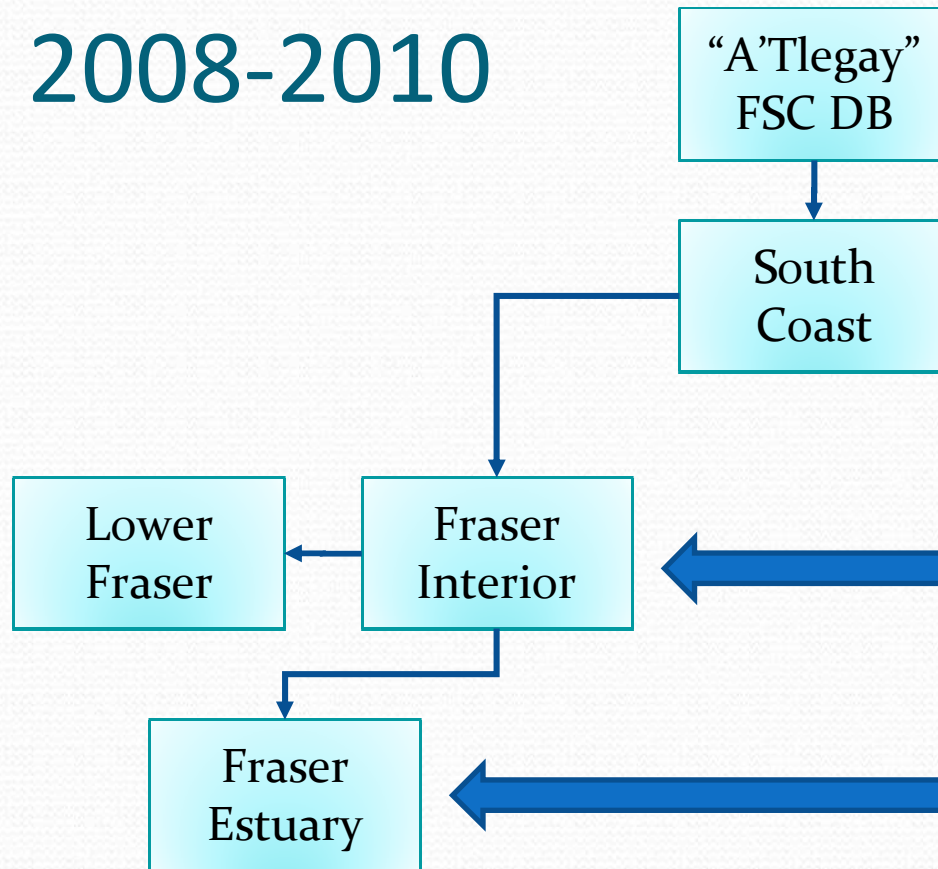 2008-2010
“A’Tlegay”
FSC DB
South
Coast
Lower
Fraser
Fraser
Interior
Fraser
Estuary